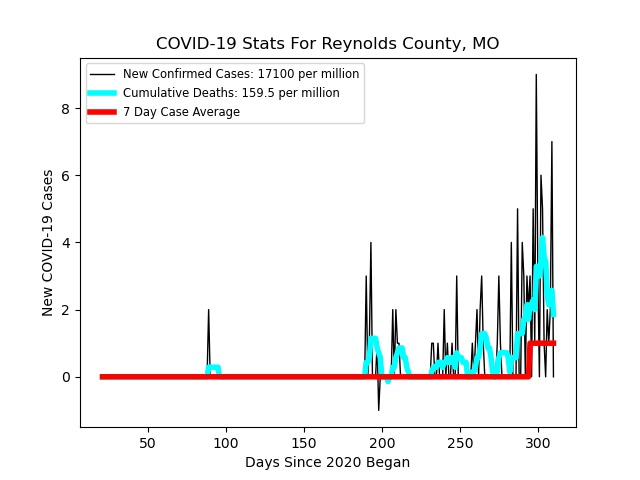 COVID-19 Stats For Reynolds County, MO
New Confirmed Cases: 17100 per million
Cumulative Deaths: 159.5 per million
7 Day Case Average
New COVID-19 Cases
8
6
4
2
0
50 100 150 200 250 300
Days Since 2020 Began